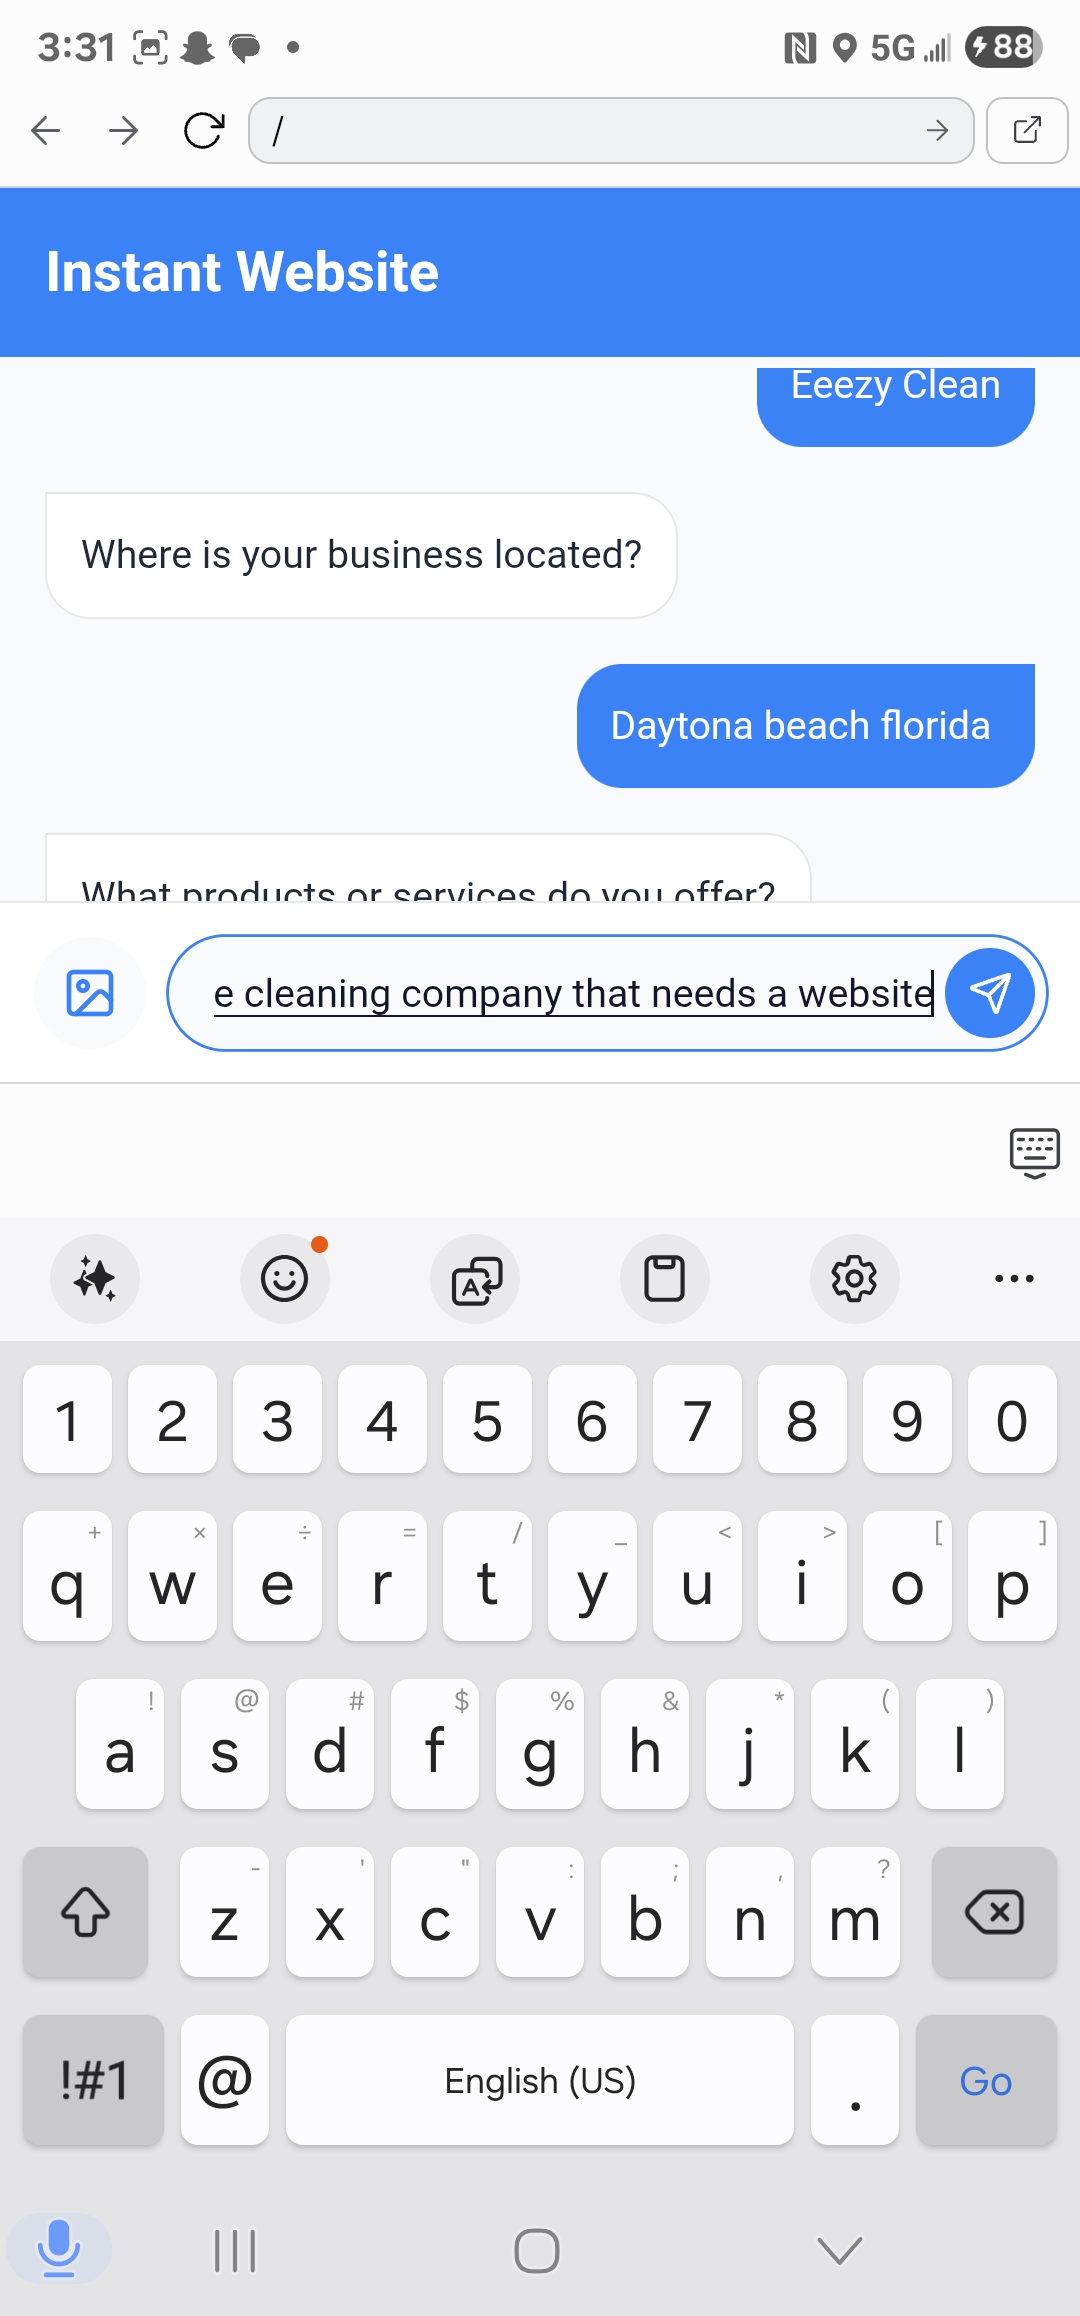 3:31 5G 88
/
Instant Website
Eeezy Clean
Where is your business located?
Daytona beach florida
What products or services do you offer?
e cleaning company that needs a website
1 2 3 4 5 6 7 8 9 0
+ × ÷ = / _ < > [ ]
q w e r t y u i o p
! @ # $ % & * ( )
a s d f g h j k l
- ' " : ; , ?
z x c v b n m
!#1 @ English (US) . Go